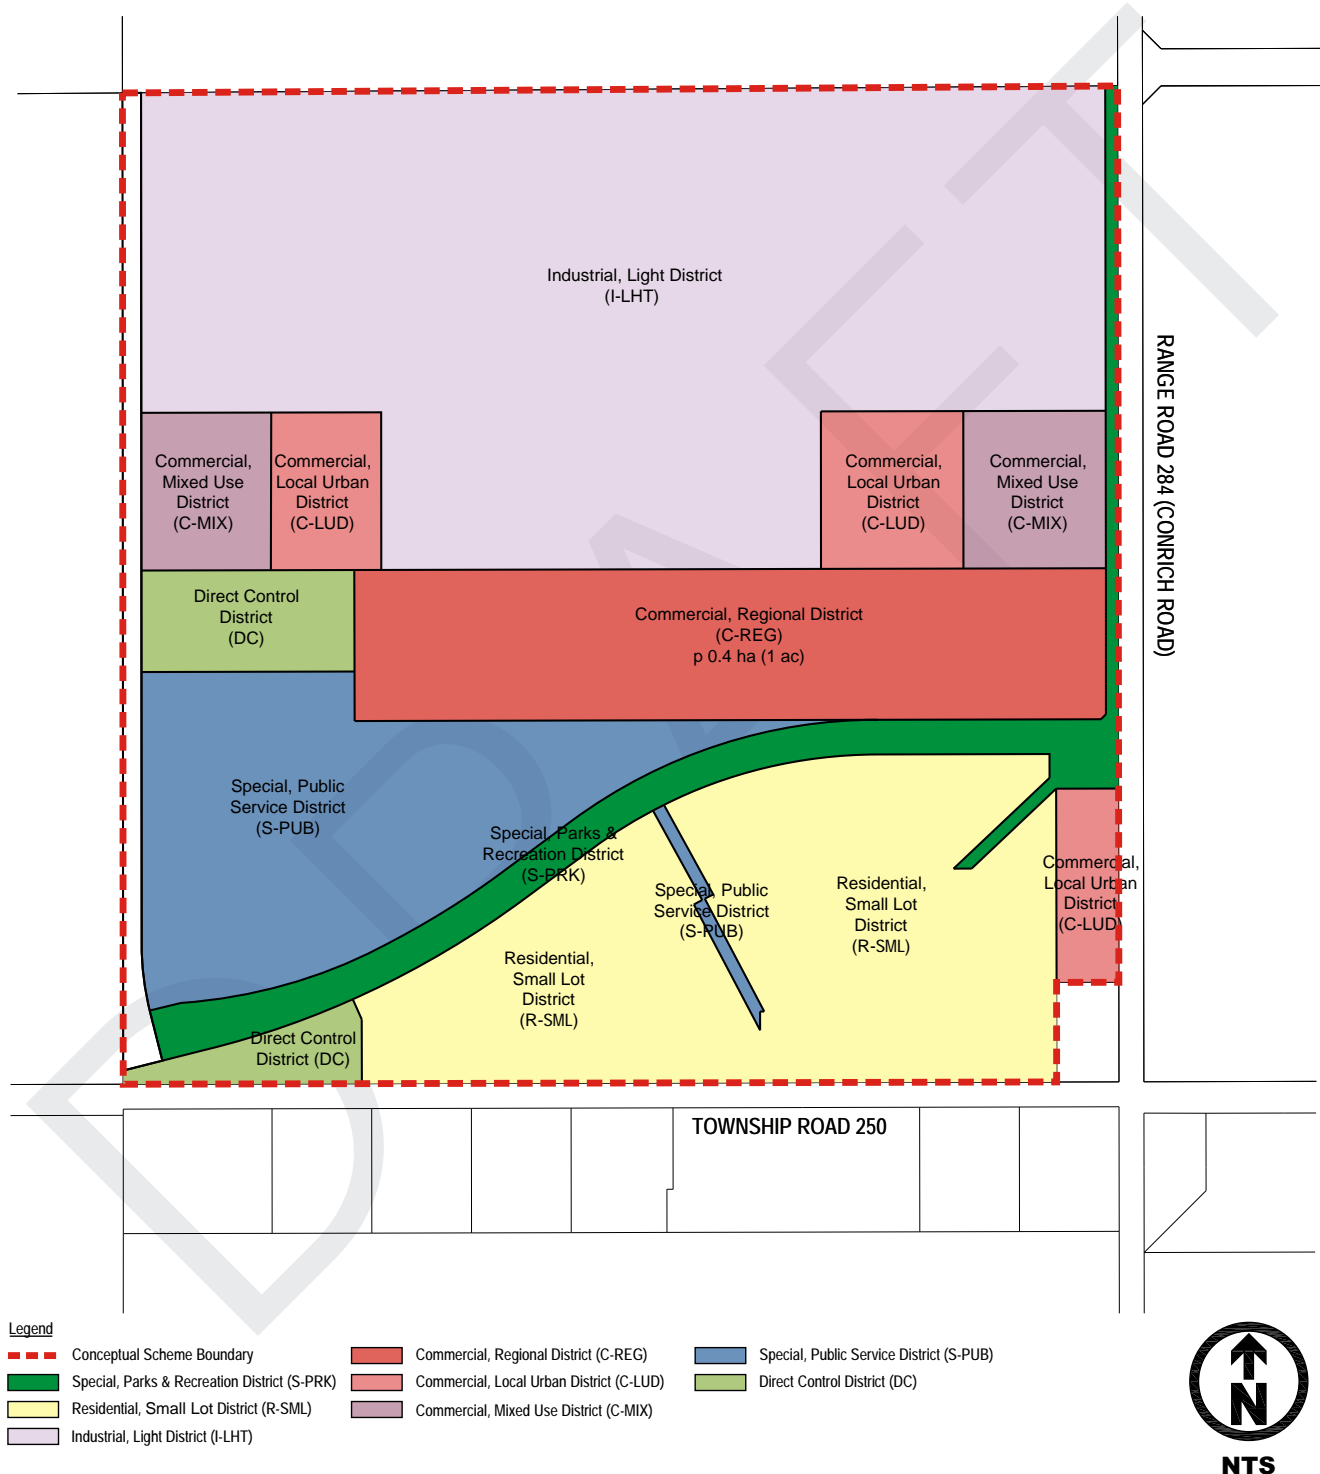 Industrial, Light District
(I-LHT)
RANGE ROAD 284 (CONRICH ROAD)
Commercial,
Mixed Use
District
(C-MIX)
Commercial,
Local Urban
District
(C-LUD)
Commercial,
Local Urban
District
(C-LUD)
Commercial,
Mixed Use
District
(C-MIX)
Direct Control
District
(DC)
Commercial, Regional District
(C-REG)
p 0.4 ha (1 ac)
Special, Public
Service District
(S-PUB)
Special, Parks &
Recreation District
(S-PRK)
Special, Public
Service District
(S-PUB)
Residential,
Small Lot
District
(R-SML)
Commercial,
Local Urban
District
(C-LUD)
Residential,
Small Lot
District
(R-SML)
Direct Control
District (DC)
TOWNSHIP ROAD 250
DRAFT
Legend
Conceptual Scheme Boundary
Special, Parks & Recreation District (S-PRK)
Residential, Small Lot District (R-SML)
Industrial, Light District (I-LHT)
Commercial, Regional District (C-REG)
Commercial, Local Urban District (C-LUD)
Commercial, Mixed Use District (C-MIX)
Special, Public Service District (S-PUB)
Direct Control District (DC)
N
NTS